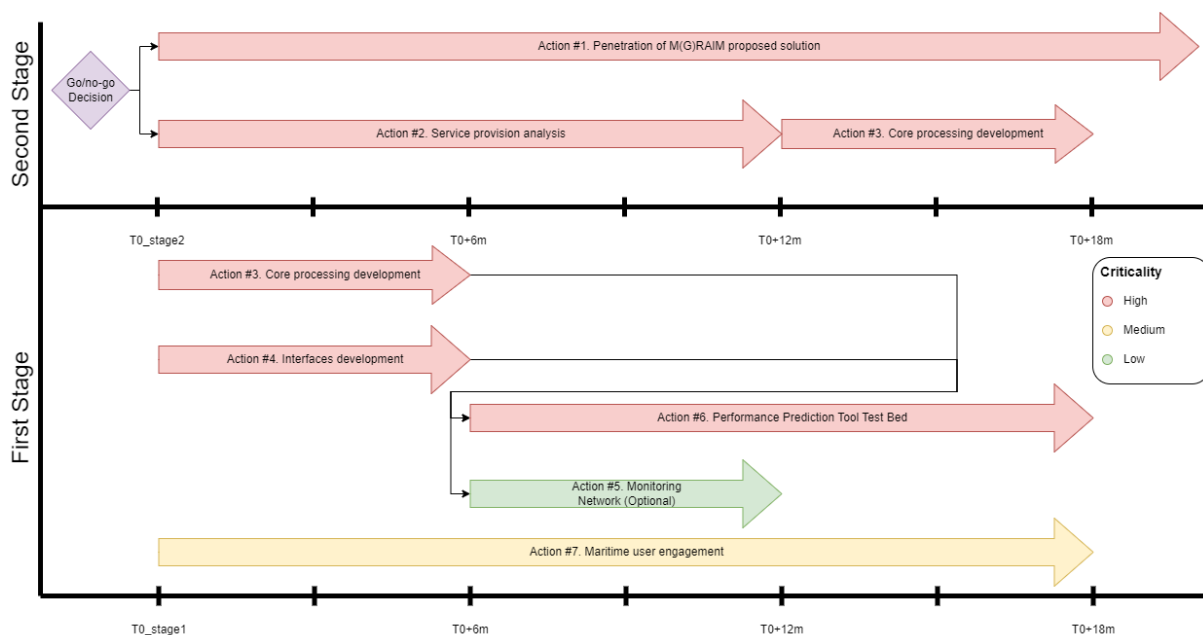 Second Stage
Go/no-go
Decision
Action #1. Penetration of M(G)RAIM proposed solution
Action #2. Service provision analysis
Action #3. Core processing development
T0_stage2
T0+6m
T0+12m
T0+18m
First Stage
Action #3. Core processing development
Action #4. Interfaces development
Criticality
High
Medium
Low
Action #6. Performance Prediction Tool Test Bed
Action #5. Monitoring
Network (Optional)
Action #7. Maritime user engagement
T0_stage1
T0+6m
T0+12m
T0+18m